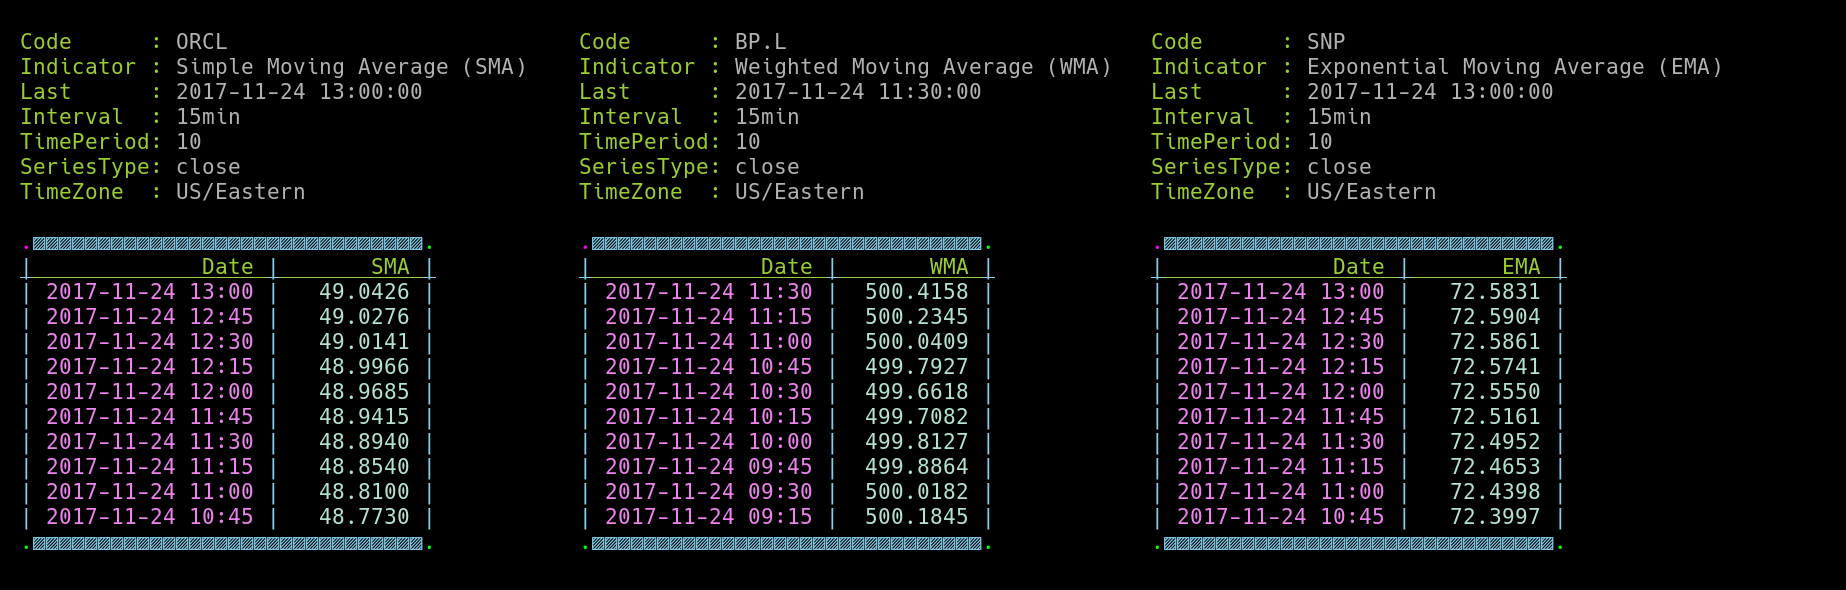 Code      : ORCL
Indicator : Simple Moving Average (SMA)
Last      : 2017-11-24 13:00:00
Interval  : 15min
TimePeriod: 10
SeriesType: close
TimeZone  : US/Eastern
|             Date |       SMA |
| 2017-11-24 13:00 |   49.0426 |
| 2017-11-24 12:45 |   49.0276 |
| 2017-11-24 12:30 |   49.0141 |
| 2017-11-24 12:15 |   48.9966 |
| 2017-11-24 12:00 |   48.9685 |
| 2017-11-24 11:45 |   48.9415 |
| 2017-11-24 11:30 |   48.8940 |
| 2017-11-24 11:15 |   48.8540 |
| 2017-11-24 11:00 |   48.8100 |
| 2017-11-24 10:45 |   48.7730 |
Code      : BP.L
Indicator : Weighted Moving Average (WMA)
Last      : 2017-11-24 11:30:00
Interval  : 15min
TimePeriod: 10
SeriesType: close
TimeZone  : US/Eastern
|             Date |       WMA |
| 2017-11-24 11:30 |  500.4158 |
| 2017-11-24 11:15 |  500.2345 |
| 2017-11-24 11:00 |  500.0409 |
| 2017-11-24 10:45 |  499.7927 |
| 2017-11-24 10:30 |  499.6618 |
| 2017-11-24 10:15 |  499.7082 |
| 2017-11-24 10:00 |  499.8127 |
| 2017-11-24 09:45 |  499.8864 |
| 2017-11-24 09:30 |  500.0182 |
| 2017-11-24 09:15 |  500.1845 |
Code      : SNP
Indicator : Exponential Moving Average (EMA)
Last      : 2017-11-24 13:00:00
Interval  : 15min
TimePeriod: 10
SeriesType: close
TimeZone  : US/Eastern
|             Date |       EMA |
| 2017-11-24 13:00 |   72.5831 |
| 2017-11-24 12:45 |   72.5904 |
| 2017-11-24 12:30 |   72.5861 |
| 2017-11-24 12:15 |   72.5741 |
| 2017-11-24 12:00 |   72.5550 |
| 2017-11-24 11:45 |   72.5161 |
| 2017-11-24 11:30 |   72.4952 |
| 2017-11-24 11:15 |   72.4653 |
| 2017-11-24 11:00 |   72.4398 |
| 2017-11-24 10:45 |   72.3997 |